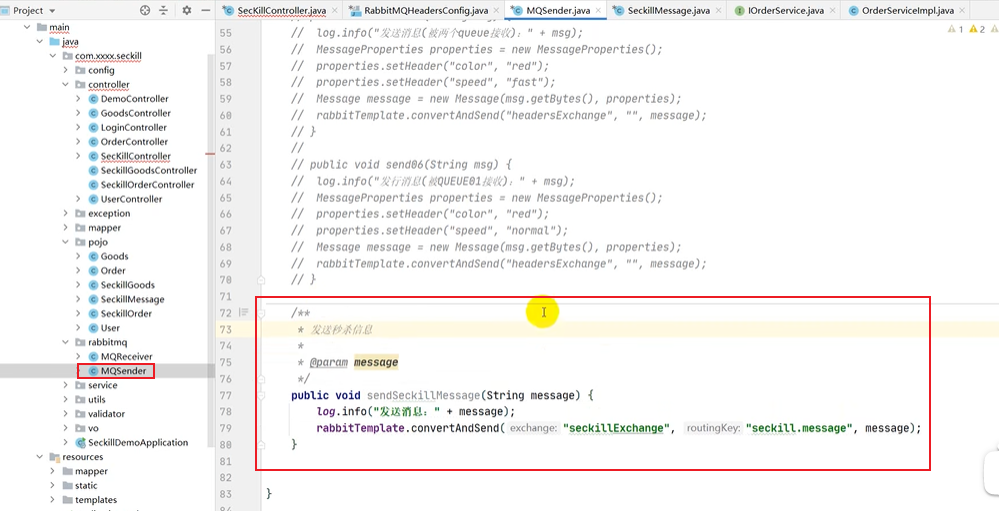 Project
SecKillController.java
RabbitMQHeadersConfig.java
MQSender.java
SeckillMessage.java
IOrderService.java
OrderServiceImpl.java
main
java
com.xxxx.seckill
config
controller
DemoController
GoodsController
LoginController
OrderController
SecKillController
SeckillGoodsController
SeckillOrderController
UserController
exception
mapper
pojo
Goods
Order
SeckillGoods
SeckillMessage
SeckillOrder
User
rabbitmq
MQReceiver
MQSender
service
utils
validator
vo
SeckillDemoApplication
resources
mapper
static
templates
1 2
55 // log.info("发送消息(被两个queue接收)：" + msg);
56 // MessageProperties properties = new MessageProperties();
57 // properties.setHeader("color", "red");
58 // properties.setHeader("speed", "fast");
59 // Message message = new Message(msg.getBytes(), properties);
60 // rabbitTemplate.convertAndSend("headersExchange", "", message);
61 // }
62 //
63 // public void send06(String msg) {
64 // log.info("发行消息(被QUEUE01接收)：" + msg);
65 // MessageProperties properties = new MessageProperties();
66 // properties.setHeader("color", "red");
67 // properties.setHeader("speed", "normal");
68 // Message message = new Message(msg.getBytes(), properties);
69 // rabbitTemplate.convertAndSend("headersExchange", "", message);
70 // }
71
72 /**
73 * 发送秒杀信息
74 *
75 * @param message
76 */
77 public void sendSeckillMessage(String message) {
78 log.info("发送消息：" + message);
79 rabbitTemplate.convertAndSend( exchange: "seckillExchange", routingKey: "seckill.message", message);
80 }
81
82
83 }